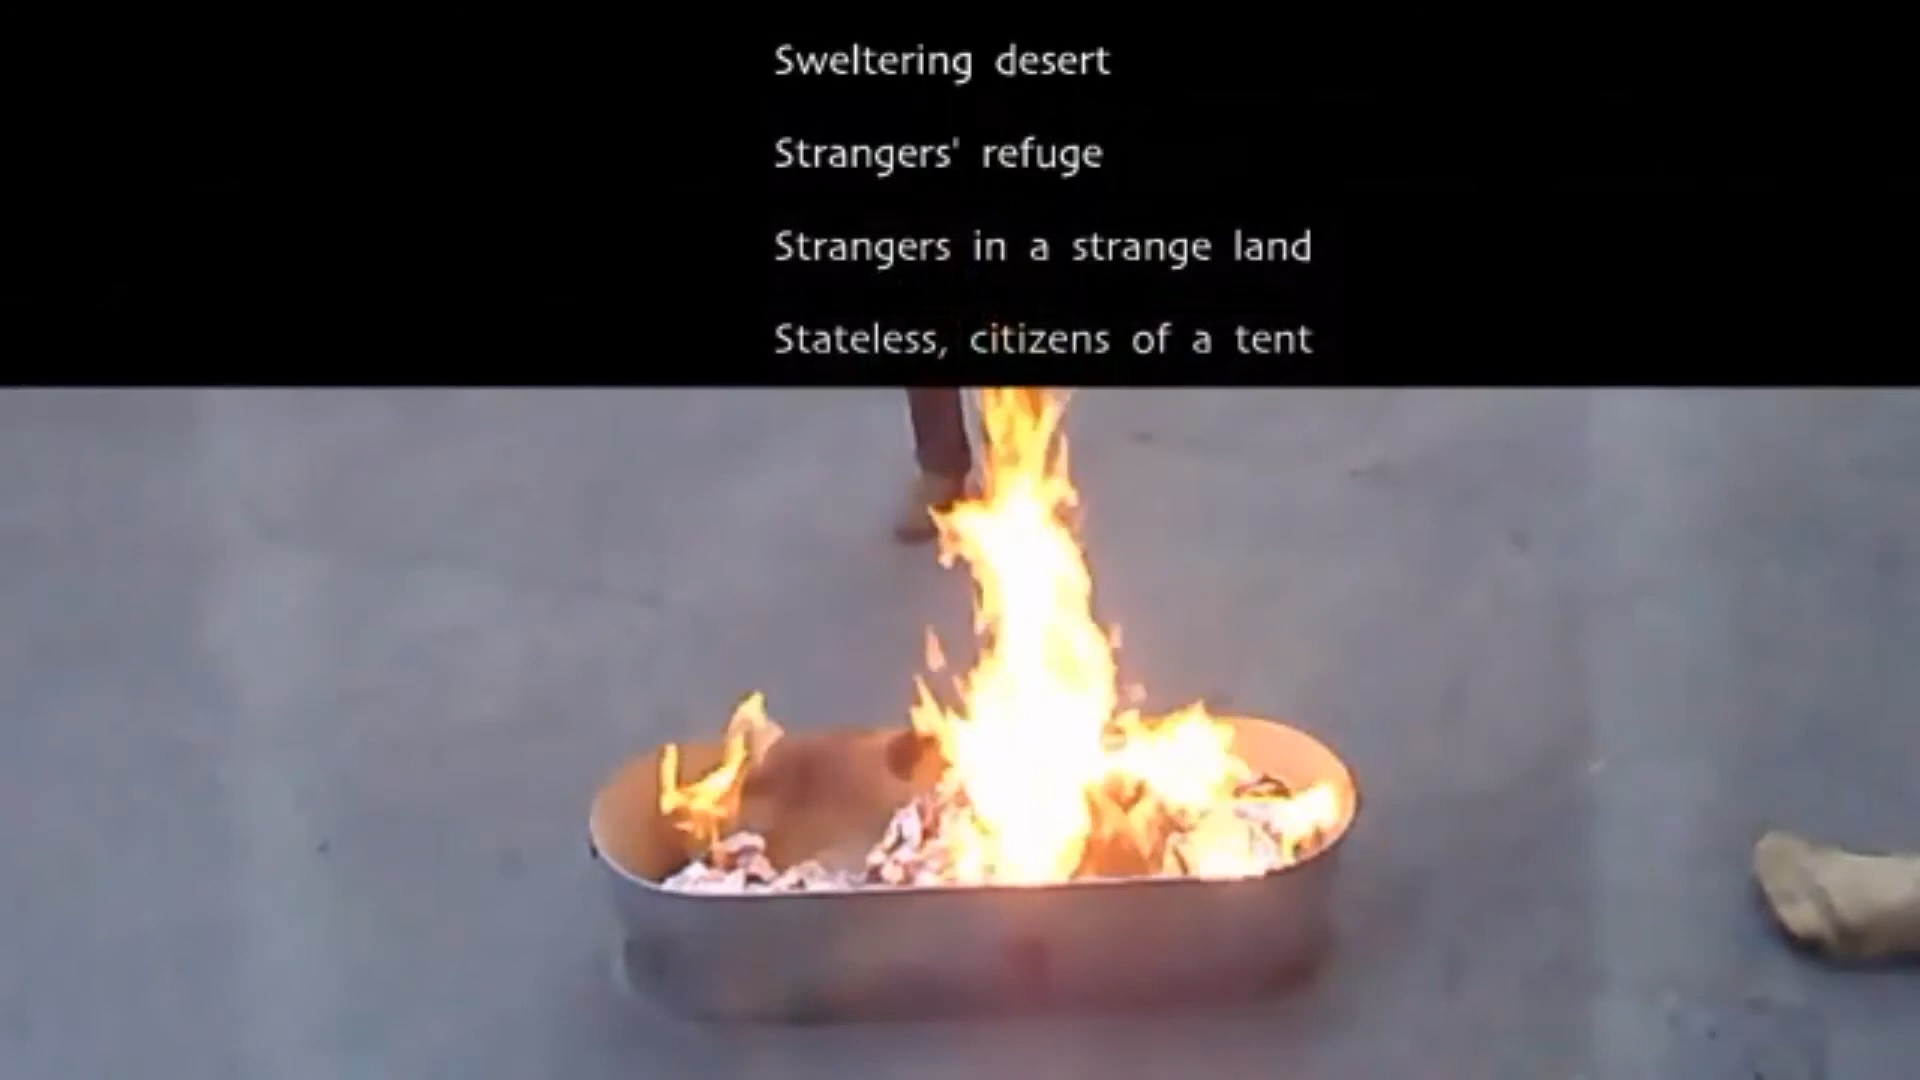 Sweltering desert
Strangers' refuge
Strangers in a strange land
Stateless, citizens of a tent